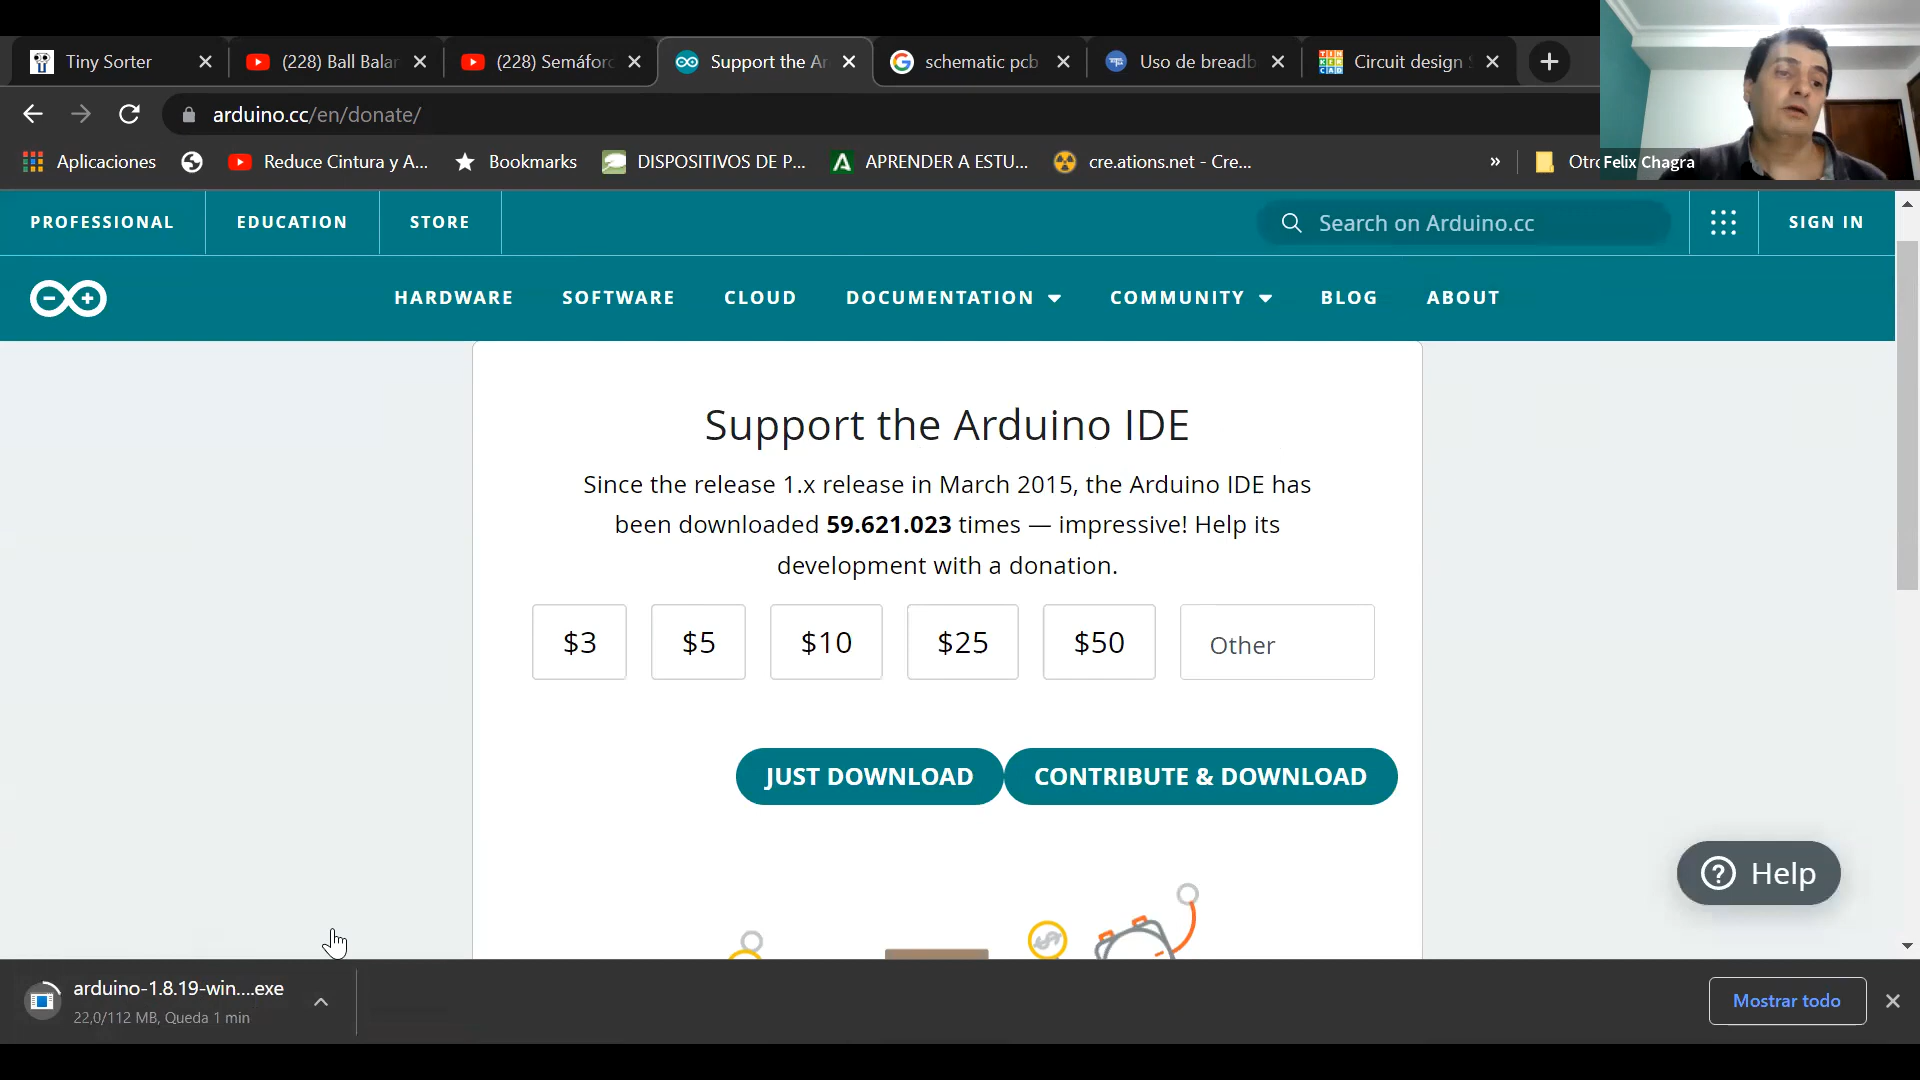 Tiny Sorter
(228) Ball Balar
(228) Semáforo
Support the Ar
schematic pcb
Uso de breadb
Circuit design S
arduino.cc/en/donate/
Aplicaciones
Reduce Cintura y A...
Bookmarks
DISPOSITIVOS DE P...
APRENDER A ESTU...
cre.ations.net - Cre...
»
Otro
Felix Chagra
PROFESSIONAL
EDUCATION
STORE
Search on Arduino.cc
SIGN IN
HARDWARE
SOFTWARE
CLOUD
DOCUMENTATION
COMMUNITY
BLOG
ABOUT
Support the Arduino IDE
Since the release 1.x release in March 2015, the Arduino IDE has
been downloaded 59.621.023 times — impressive! Help its
development with a donation.
$3
$5
$10
$25
$50
Other
JUST DOWNLOAD
CONTRIBUTE & DOWNLOAD
Help
arduino-1.8.19-win....exe
22,0/112 MB, Queda 1 min
Mostrar todo